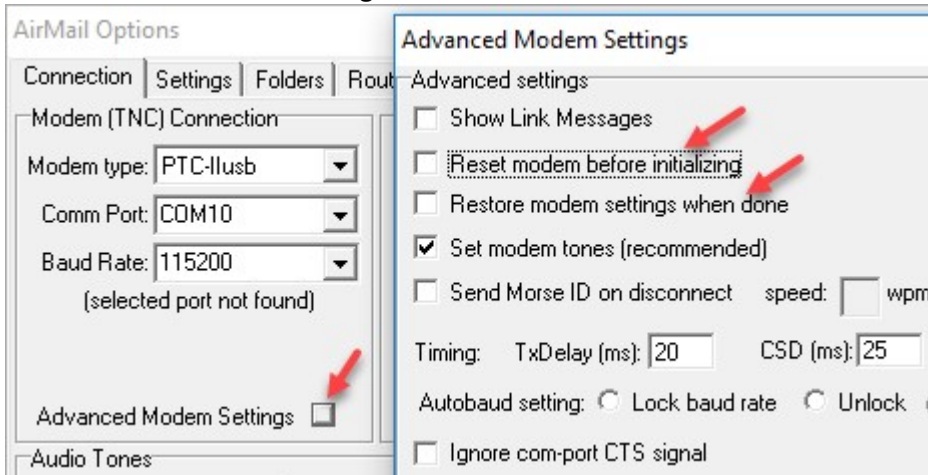 AirMail Options
Connection Settings Folders Rout
Modem (TNC) Connection
Modem type: PTC-IIusb
Comm Port: COM10
Baud Rate: 115200
(selected port not found)
Advanced Modem Settings
Audio Tones
Advanced Modem Settings
Advanced settings
Show Link Messages
Reset modem before initializing
Restore modem settings when done
Set modem tones (recommended)
Send Morse ID on disconnect speed: wpm
Timing: TxDelay (ms): 20 CSD (ms): 25
Autobaud setting: Lock baud rate Unlock
Ignore com-port CTS signal